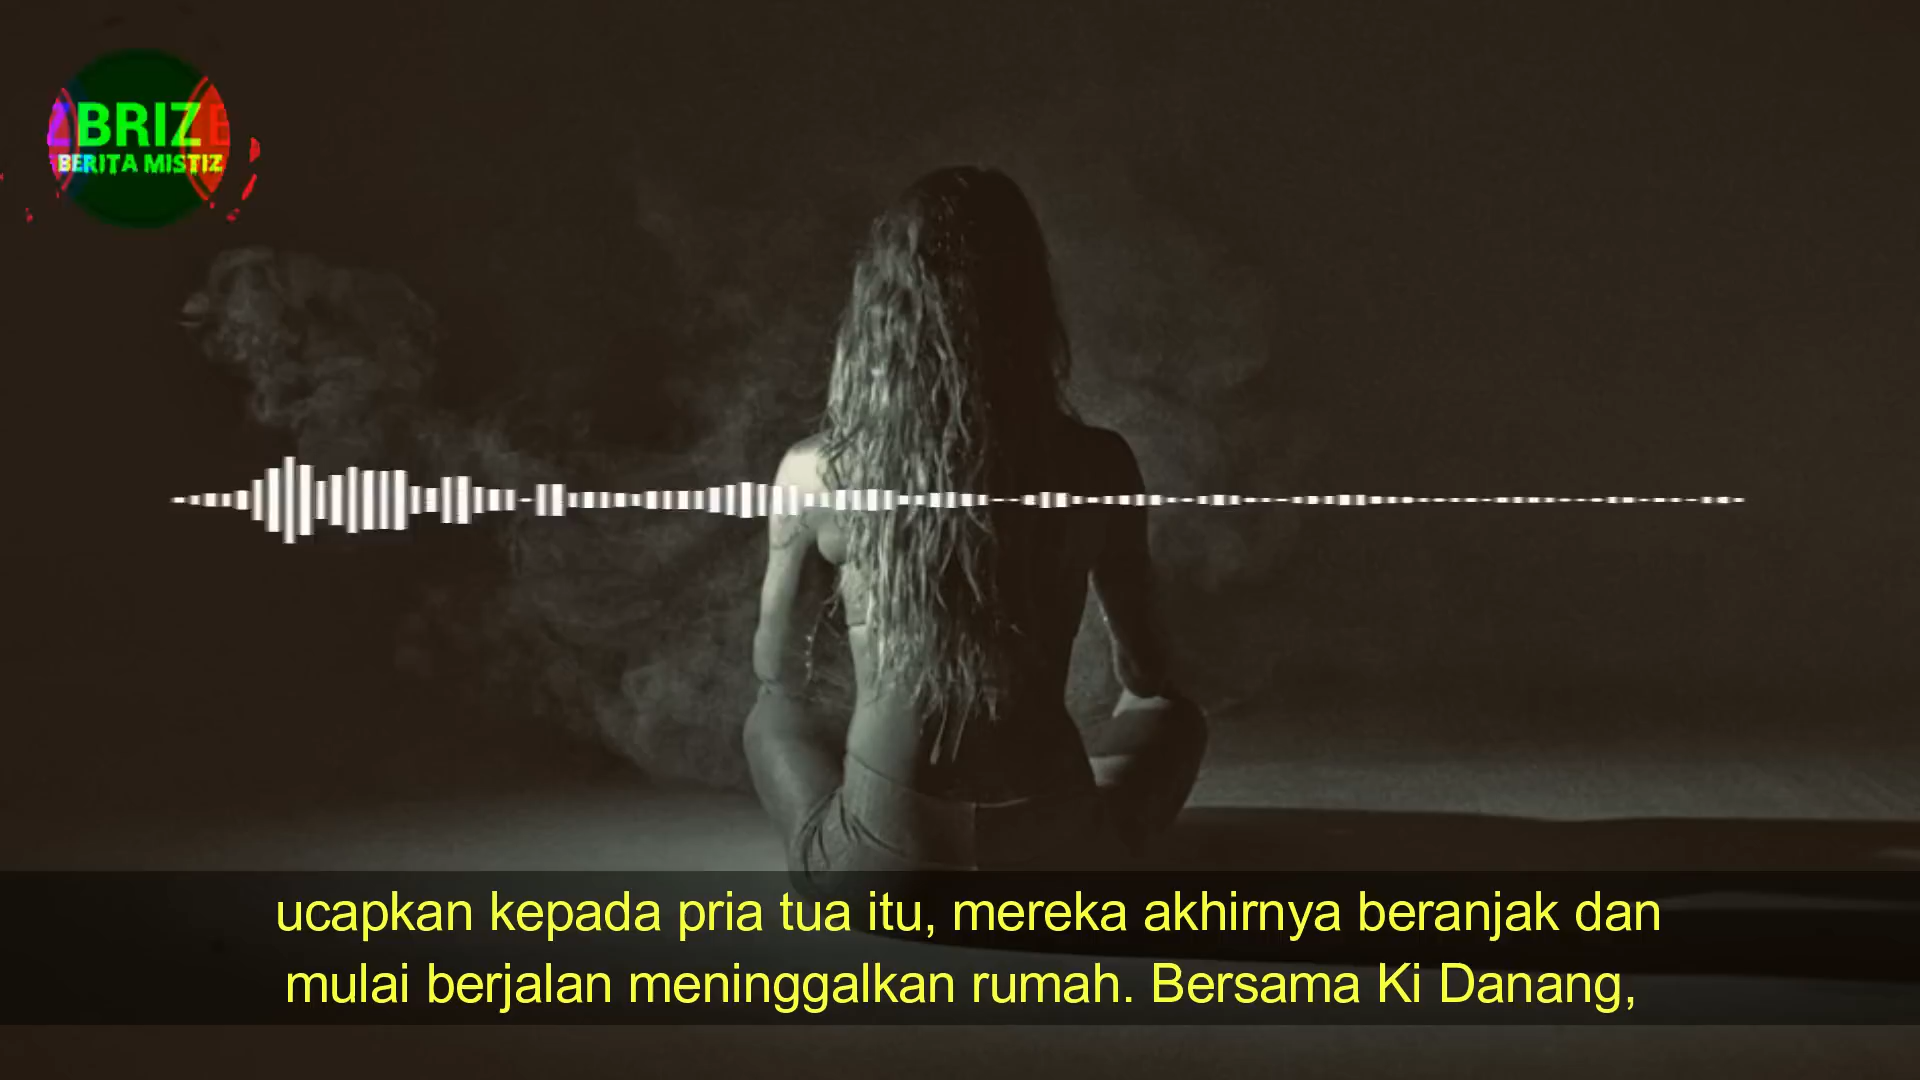 BRIZ
BERITA MISTIZ
ucapkan kepada pria tua itu, mereka akhirnya beranjak dan
mulai berjalan meninggalkan rumah. Bersama Ki Danang,